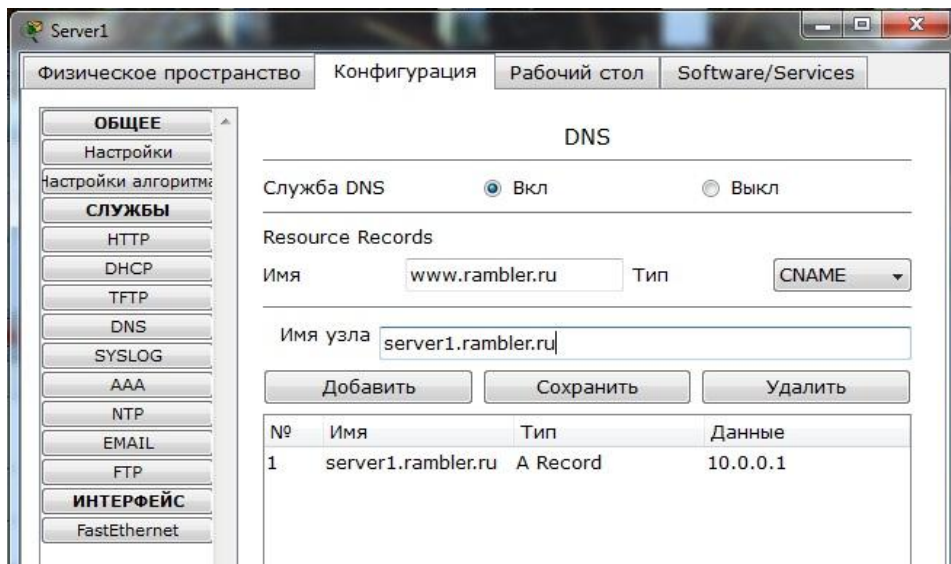 Server1
Физическое пространство Конфигурация Рабочий стол Software/Services
ОБЩЕЕ
Настройки
Настройки алгоритма
СЛУЖБЫ
HTTP
DHCP
TFTP
DNS
SYSLOG
AAA
NTP
EMAIL
FTP
ИНТЕРФЕЙС
FastEthernet
DNS
Служба DNS Вкл Выкл
Resource Records
Имя www.rambler.ru Тип CNAME
Имя узла server1.rambler.ru
Добавить Сохранить Удалить
№ Имя Тип Данные
1 server1.rambler.ru A Record 10.0.0.1